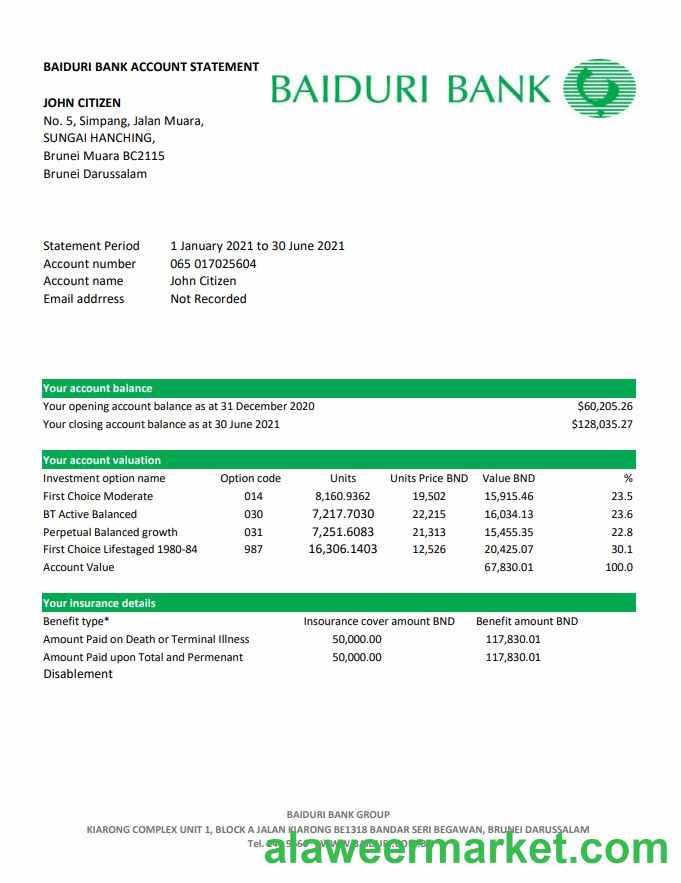 BAIDURI BANK ACCOUNT STATEMENT
BAIDURI BANK
JOHN CITIZEN
No. 5, Simpang, Jalan Muara,
SUNGAI HANCHING,
Brunei Muara BC2115
Brunei Darussalam
Statement Period 1 January 2021 to 30 June 2021
Account number 065 017025604
Account name John Citizen
Email addrress Not Recorded
Your account balance
Your opening account balance as at 31 December 2020 $60,205.26
Your closing account balance as at 30 June 2021 $128,035.27
Your account valuation
Investment option name Option code Units Units Price BND Value BND %
First Choice Moderate 014 8,160.9362 19,502 15,915.46 23.5
BT Active Balanced 030 7,217.7030 22,215 16,034.13 23.6
Perpetual Balanced growth 031 7,251.6083 21,313 15,455.35 22.8
First Choice Lifestaged 1980-84 987 16,306.1403 12,526 20,425.07 30.1
Account Value 67,830.01 100.0
Your insurance details
Benefit type* Insourance cover amount BND Benefit amount BND
Amount Paid on Death or Terminal Illness 50,000.00 117,830.01
Amount Paid upon Total and Permenant 50,000.00 117,830.01
Disablement
BAIDURI BANK GROUP
KIARONG COMPLEX UNIT 1, BLOCK A JALAN KIARONG BE1318 BANDAR SERI BEGAWAN, BRUNEI DARUSSALAM
Tel.
alaweermarket.com